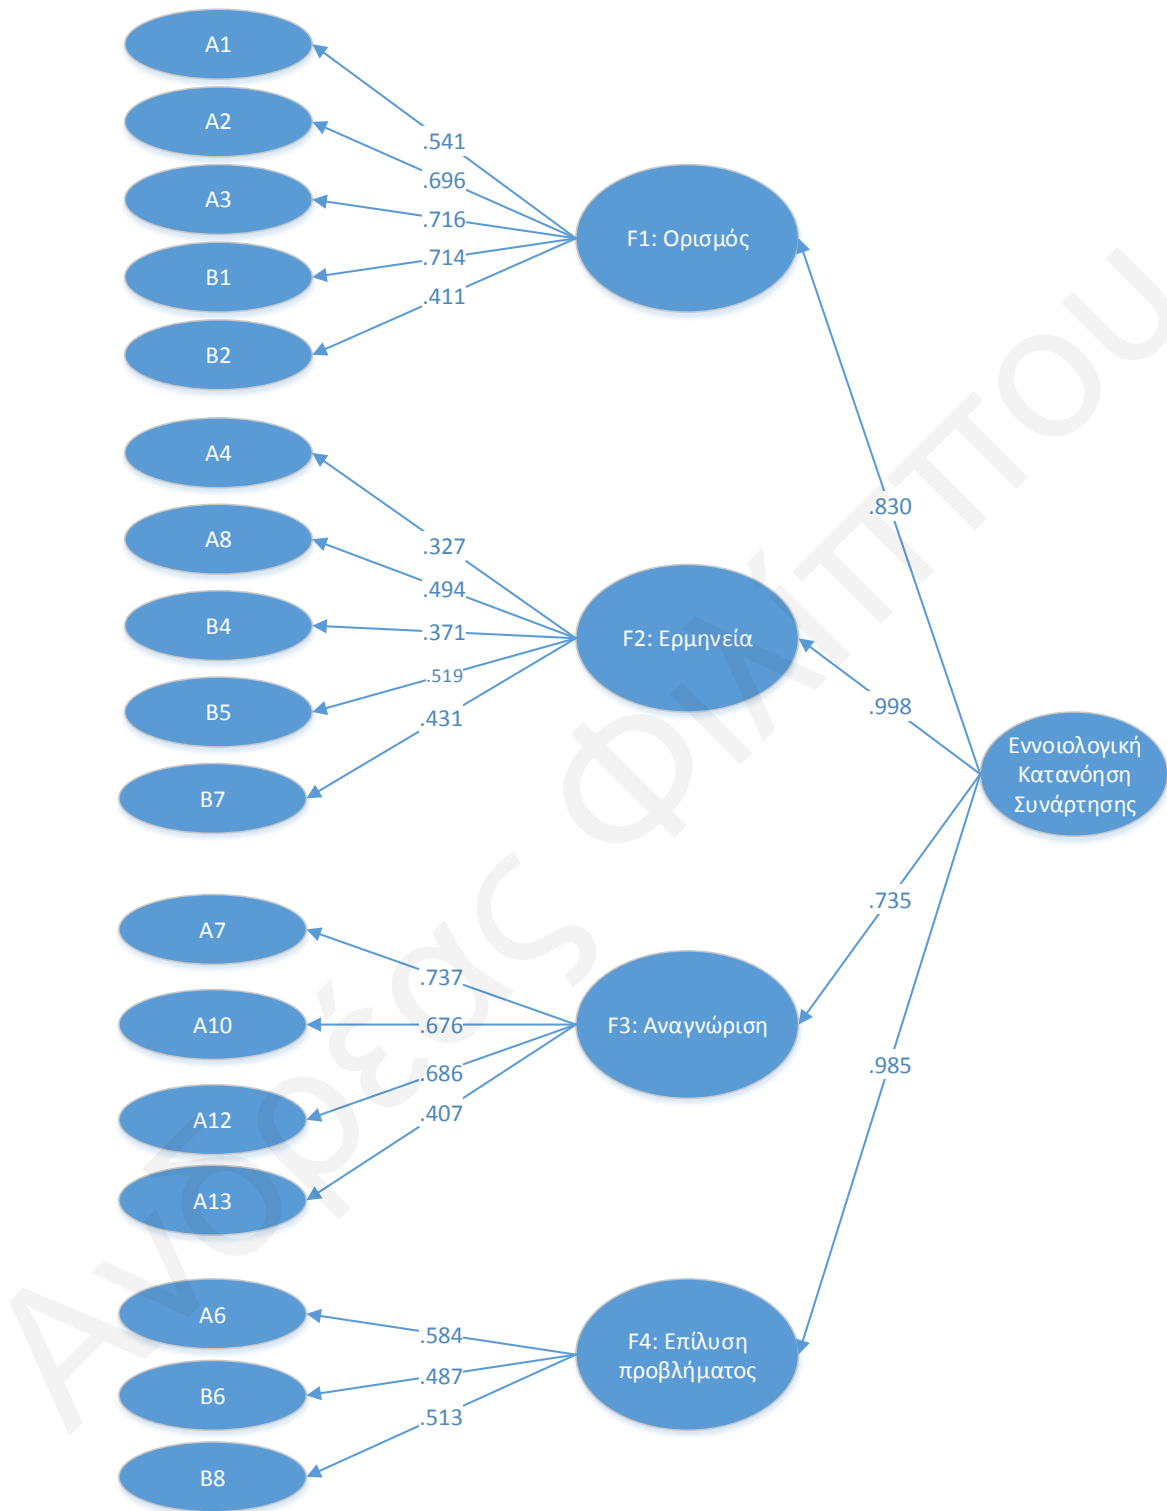 A1
A2
A3
B1
B2
.541
.696
.716
.714
.411
F1: Ορισμός
A4
A8
B4
B5
B7
.327
.494
.371
.519
.431
F2: Ερμηνεία
A7
A10
A12
A13
.737
.676
.686
.407
F3: Αναγνώριση
A6
B6
B8
.584
.487
.513
F4: Επίλυση
προβλήματος
.830
.998
.735
.985
Εννοιολογική
Κατανόηση
Συνάρτησης
Ανδρέας Φιλίππου